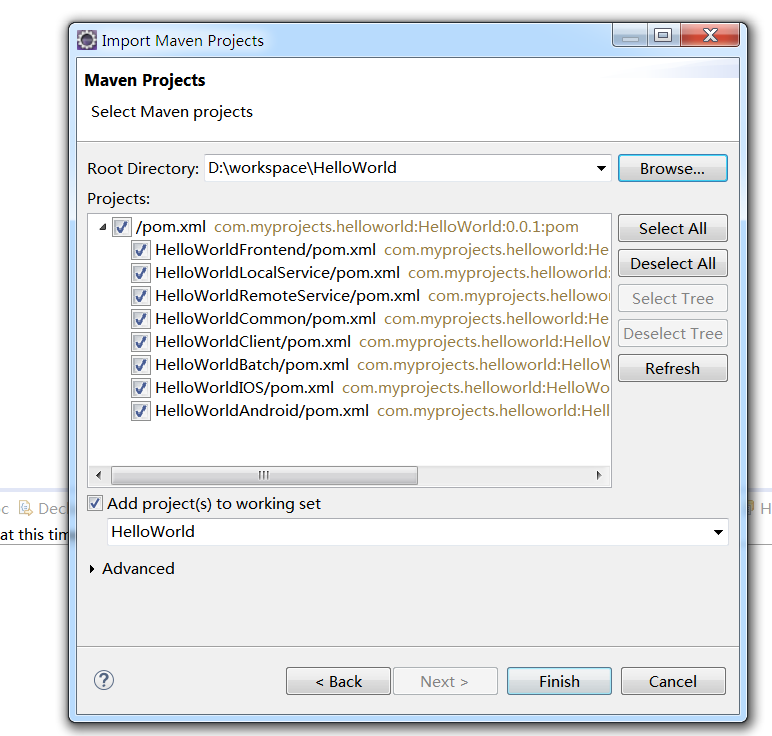 Import Maven Projects
Maven Projects
Select Maven projects
Root Directory: D:\workspace\HelloWorld Browse...
Projects:
/pom.xml com.myprojects.helloworld:HelloWorld:0.0.1:pom Select All
HelloWorldFrontend/pom.xml com.myprojects.helloworld:He
HelloWorldLocalService/pom.xml com.myprojects.helloworld: Deselect All
HelloWorldRemoteService/pom.xml com.myprojects.hellowo Select Tree
HelloWorldCommon/pom.xml com.myprojects.helloworld:He
HelloWorldClient/pom.xml com.myprojects.helloworld:HelloW Deselect Tree
HelloWorldBatch/pom.xml com.myprojects.helloworld:HelloW Refresh
HelloWorldIOS/pom.xml com.myprojects.helloworld:HelloWo
HelloWorldAndroid/pom.xml com.myprojects.helloworld:Hell
Add project(s) to working set
c Dec H
HelloWorld
at this tim
Advanced
? < Back Next > Finish Cancel